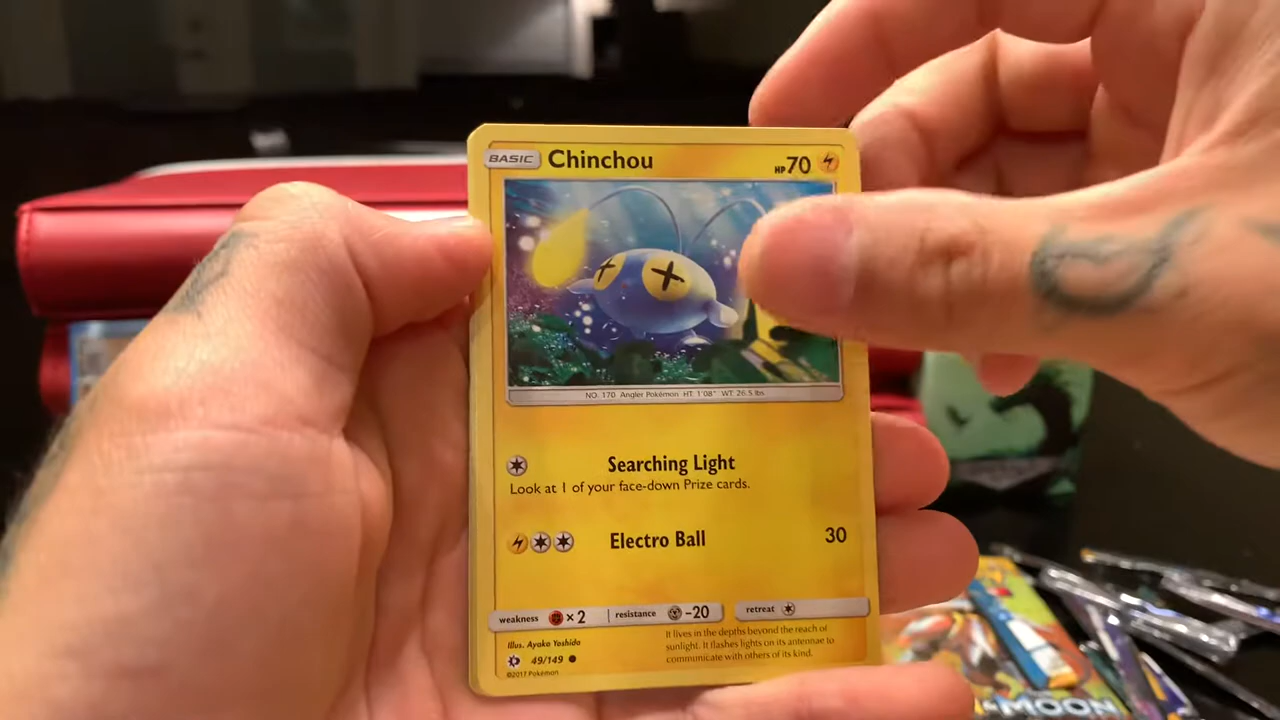 BASIC Chinchou HP 70
NO. 170 Angler Pokémon HT: 1'08" WT: 26.5 lbs
Searching Light
Look at 1 of your face-down Prize cards.
Electro Ball 30
weakness ×2 resistance -20 retreat
Illus. Ayako Yoshida
49/149
©2017 Pokémon
It lives in the depths beyond the reach of
sunlight. It flashes lights on its antennae to
communicate with others of its kind.
MOON